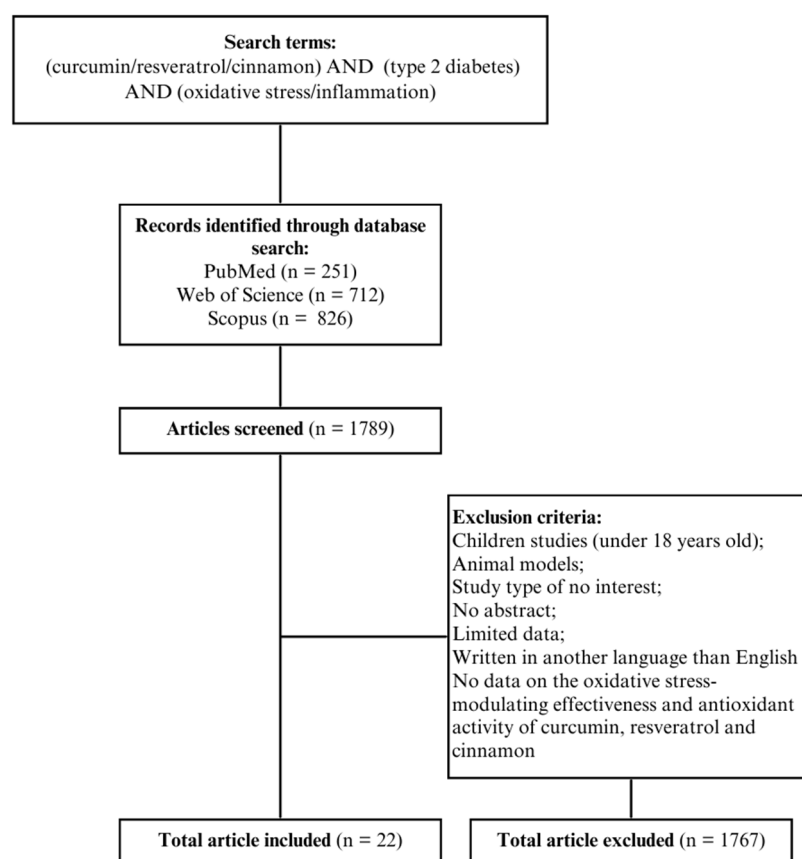 Search terms:
(curcumin/resveratrol/cinnamon) AND (type 2 diabetes)
AND (oxidative stress/inflammation)
Records identified through database
search:
PubMed (n = 251)
Web of Science (n = 712)
Scopus (n = 826)
Articles screened (n = 1789)
Exclusion criteria:
Children studies (under 18 years old);
Animal models;
Study type of no interest;
No abstract;
Limited data;
Written in another language than English
No data on the oxidative stress-
modulating effectiveness and antioxidant
activity of curcumin, resveratrol and
cinnamon
Total article included (n = 22)
Total article excluded (n = 1767)